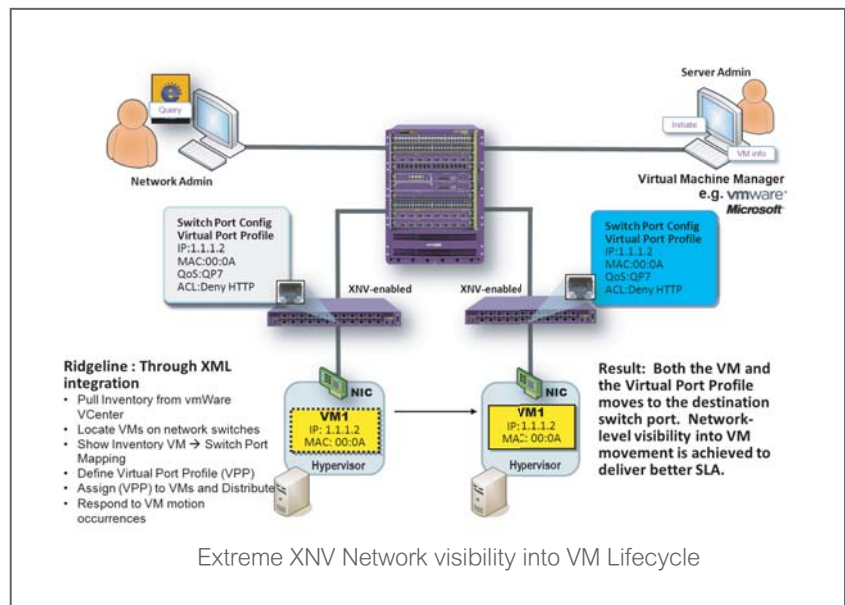 Query
Network Admin
Server Admin
Initiate
VM info
Virtual Machine Manager
e.g. vmware
Microsoft
Switch Port Config
Virtual Port Profile
IP:1.1.1.2
MAC:00:0A
QoS:QP7
ACL:Deny HTTP
Switch Port Config
Virtual Port Profile
IP:1.1.1.2
MAC:00:0A
QoS:QP7
ACL:Deny HTTP
XNV-enabled
XNV-enabled
Ridgeline : Through XML
integration
• Pull Inventory from vmWare
VCenter
• Locate VMs on network switches
• Show Inventory VM → Switch Port
Mapping
• Define Virtual Port Profile (VPP)
• Assign (VPP) to VMs and Distribute
• Respond to VM motion
occurrences
NIC
VM1
IP: 1.1.1.2
MAC: 00:0A
Hypervisor
NIC
VM1
IP: 1.1.1.2
MAC: 00:0A
Hypervisor
Result: Both the VM and
the Virtual Port Profile
moves to the destination
switch port. Network-
level visibility into VM
movement is achieved to
deliver better SLA.
Extreme XNV Network visibility into VM Lifecycle